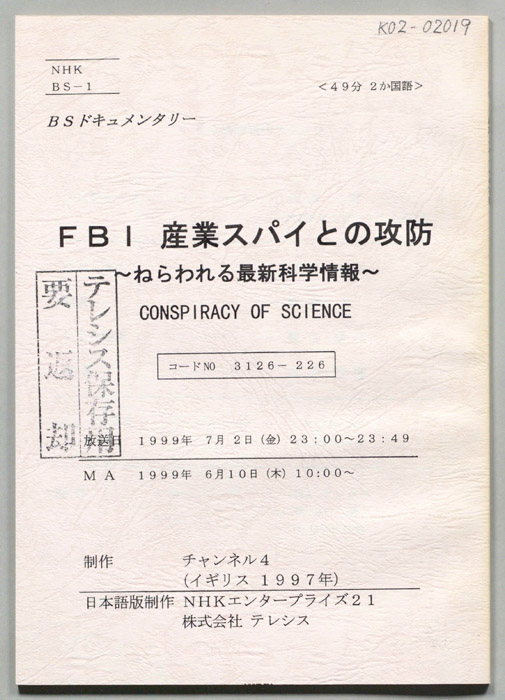 K02-02019
NHK
BS-1
<49分 2か国語>
BSドキュメンタリー
FBI 産業スパイとの攻防
～ねらわれる最新科学情報～
CONSPIRACY OF SCIENCE
テレシス保存用
要返却
コードNO 3126-226
放送日 1999年 7月2日(金) 23:00～23:49
MA 1999年 6月10日(木) 10:00～
制作 チャンネル4
(イギリス 1997年)
日本語版制作 NHKエンタープライズ21
株式会社 テレシス